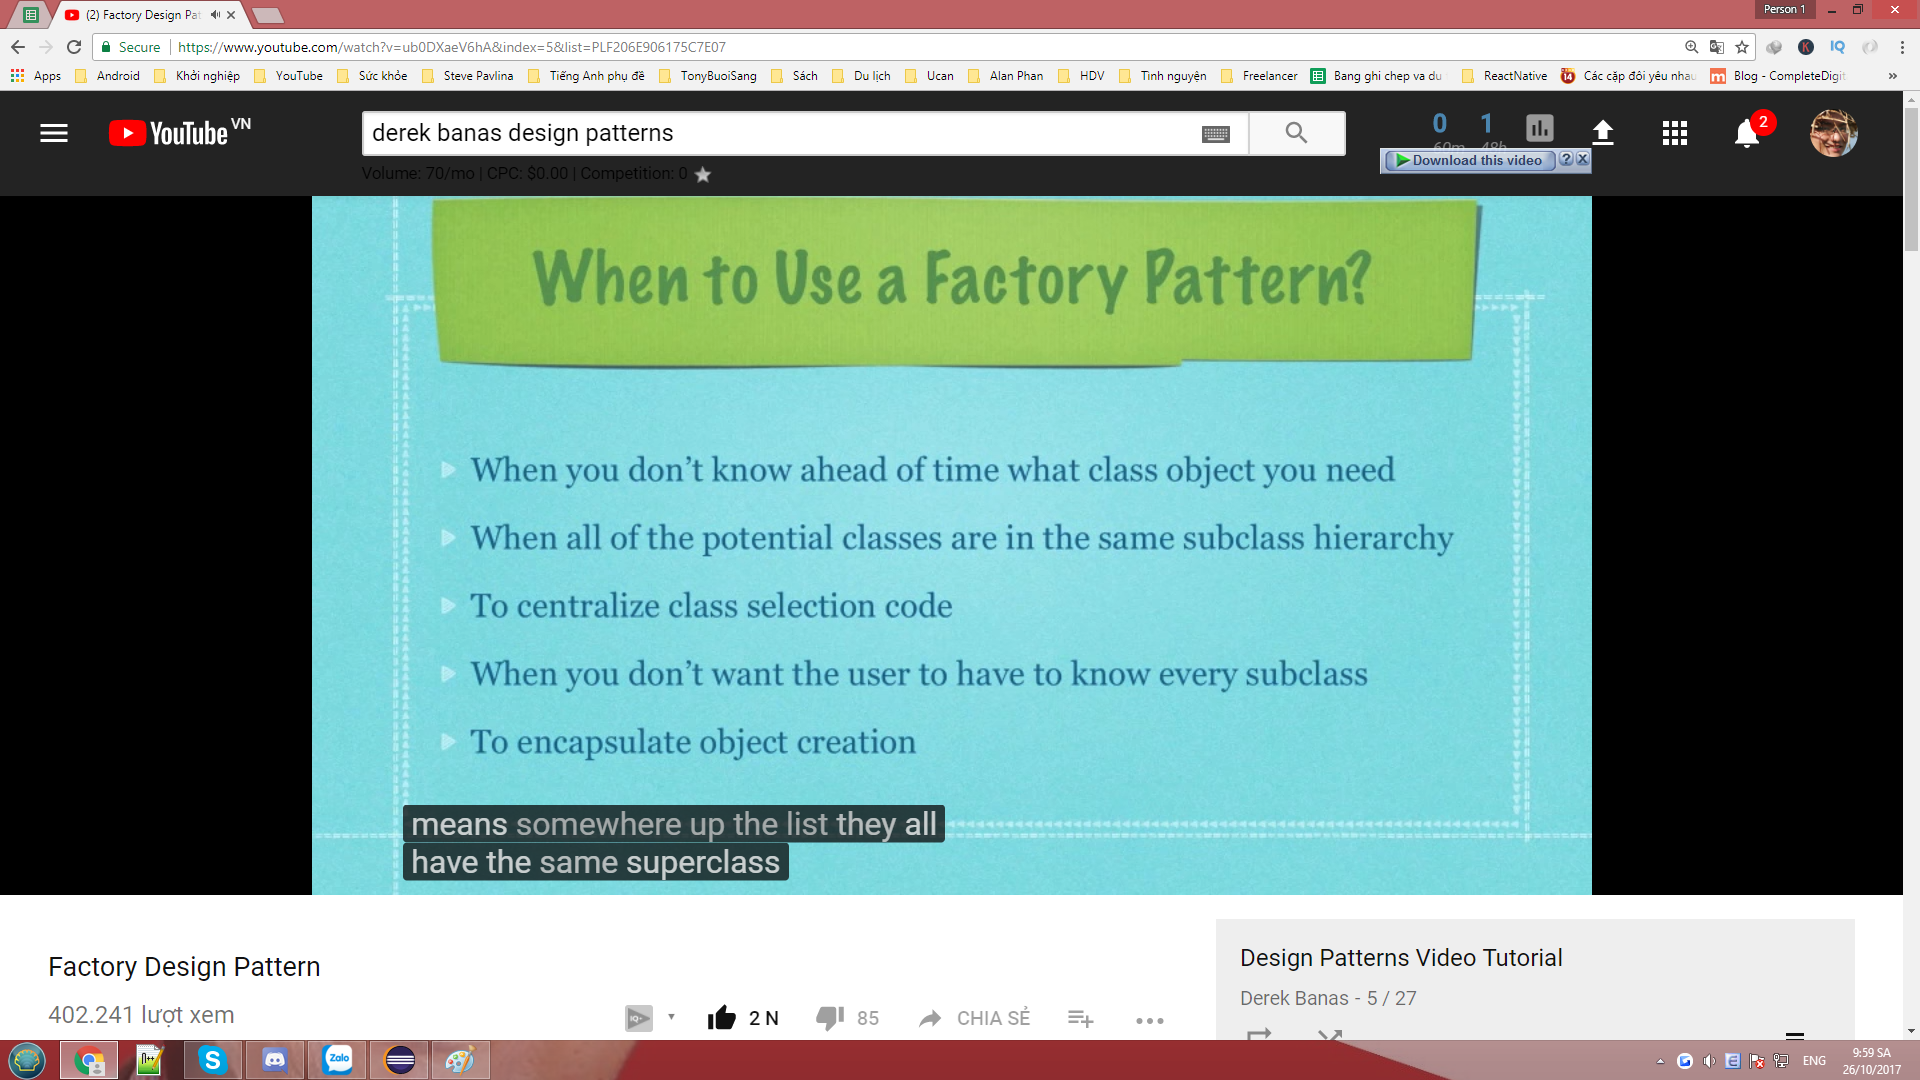 (2) Factory Design Pat
Person 1
Secure
https://www.youtube.com/watch?v=ub0DXaeV6hA&index=5&list=PLF206E906175C7E07
Apps Android Khởi nghiệp YouTube Sức khỏe Steve Pavlina Tiếng Anh phụ đề TonyBuoiSang Sách Du lịch Ucan Alan Phan HDV Tình nguyện Freelancer Bang ghi chep va du ReactNative Các cặp đôi yêu nhau Blog - CompleteDigit »
YouTube VN
derek banas design patterns
0 1
60m 48h
2
Download this video
Volume: 70/mo | CPC: $0.00 | Competition: 0
When to Use a Factory Pattern?
When you don't know ahead of time what class object you need
When all of the potential classes are in the same subclass hierarchy
To centralize class selection code
When you don't want the user to have to know every subclass
To encapsulate object creation
means somewhere up the list they all
have the same superclass
Factory Design Pattern
402.241 lượt xem
IQ
2 N
85
CHIA SẺ
Design Patterns Video Tutorial
Derek Banas - 5 / 27
Zalo
ENG
9:59 SA
26/10/2017